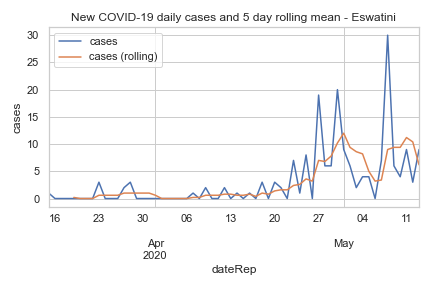 New COVID-19 daily cases and 5 day rolling mean - Eswatini
cases
cases (rolling)
cases
30
25
20
15
10
5
0
16 23 30 06 13 20 27 04 11
Apr May
2020
dateRep